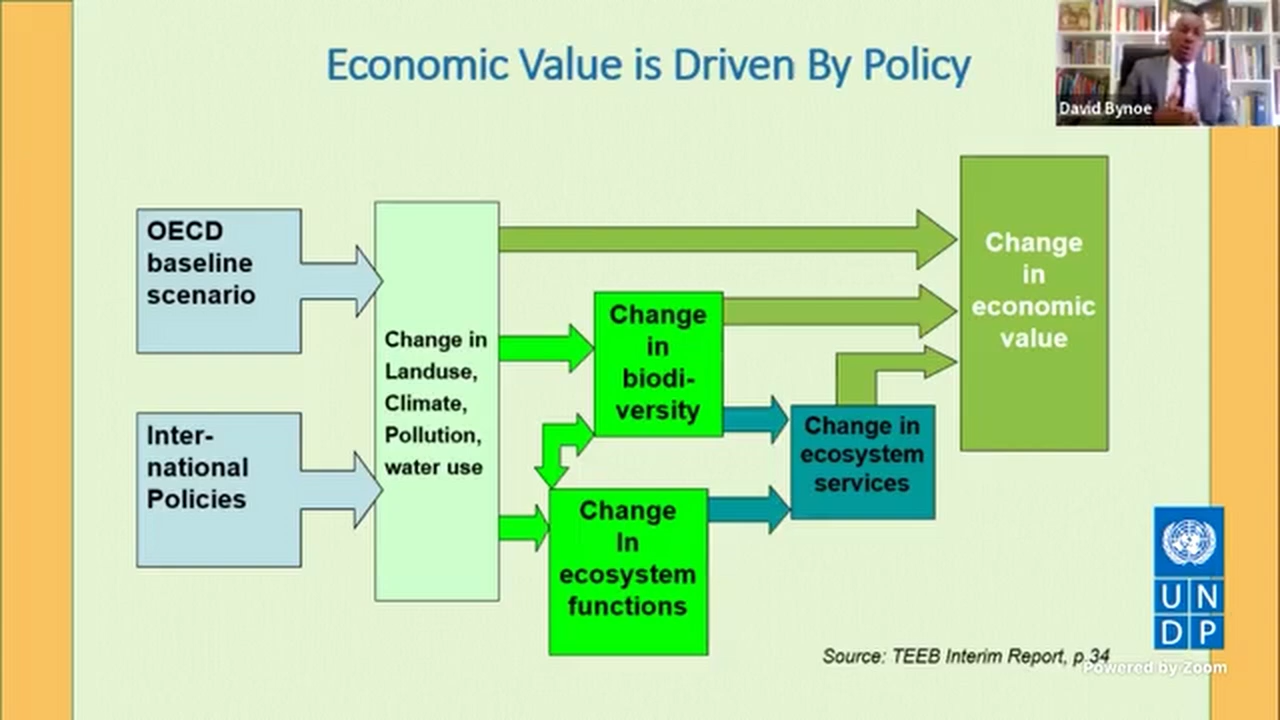 Economic Value is Driven By Policy
David Bynoe
OECD
baseline
scenario
Inter-
national
Policies
Change in
Landuse,
Climate,
Pollution,
water use
Change
in
biodi-
versity
Change
In
ecosystem
functions
Change in
ecosystem
services
Change
in
economic
value
U N
D P
Source: TEEB Interim Report, p.34
Powered by Zoom